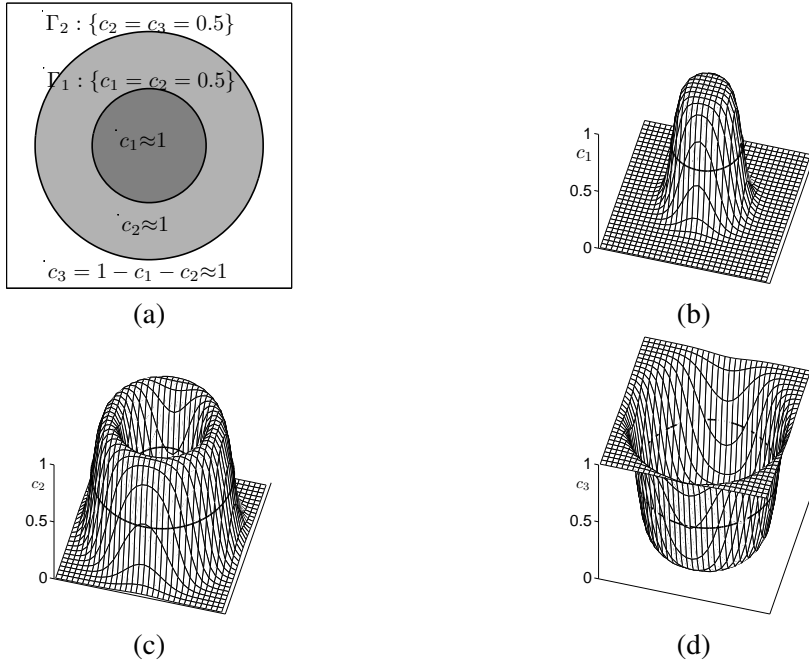 Γ₂ : {c₂ = c₃ = 0.5}
Γ₁ : {c₁ = c₂ = 0.5}
c₁≈1
c₂≈1
c₃ = 1 − c₁ − c₂≈1
(a)
1
c₁
0.5
0
(b)
1
c₂
0.5
0
(c)
1
c₃
0.5
0
(d)